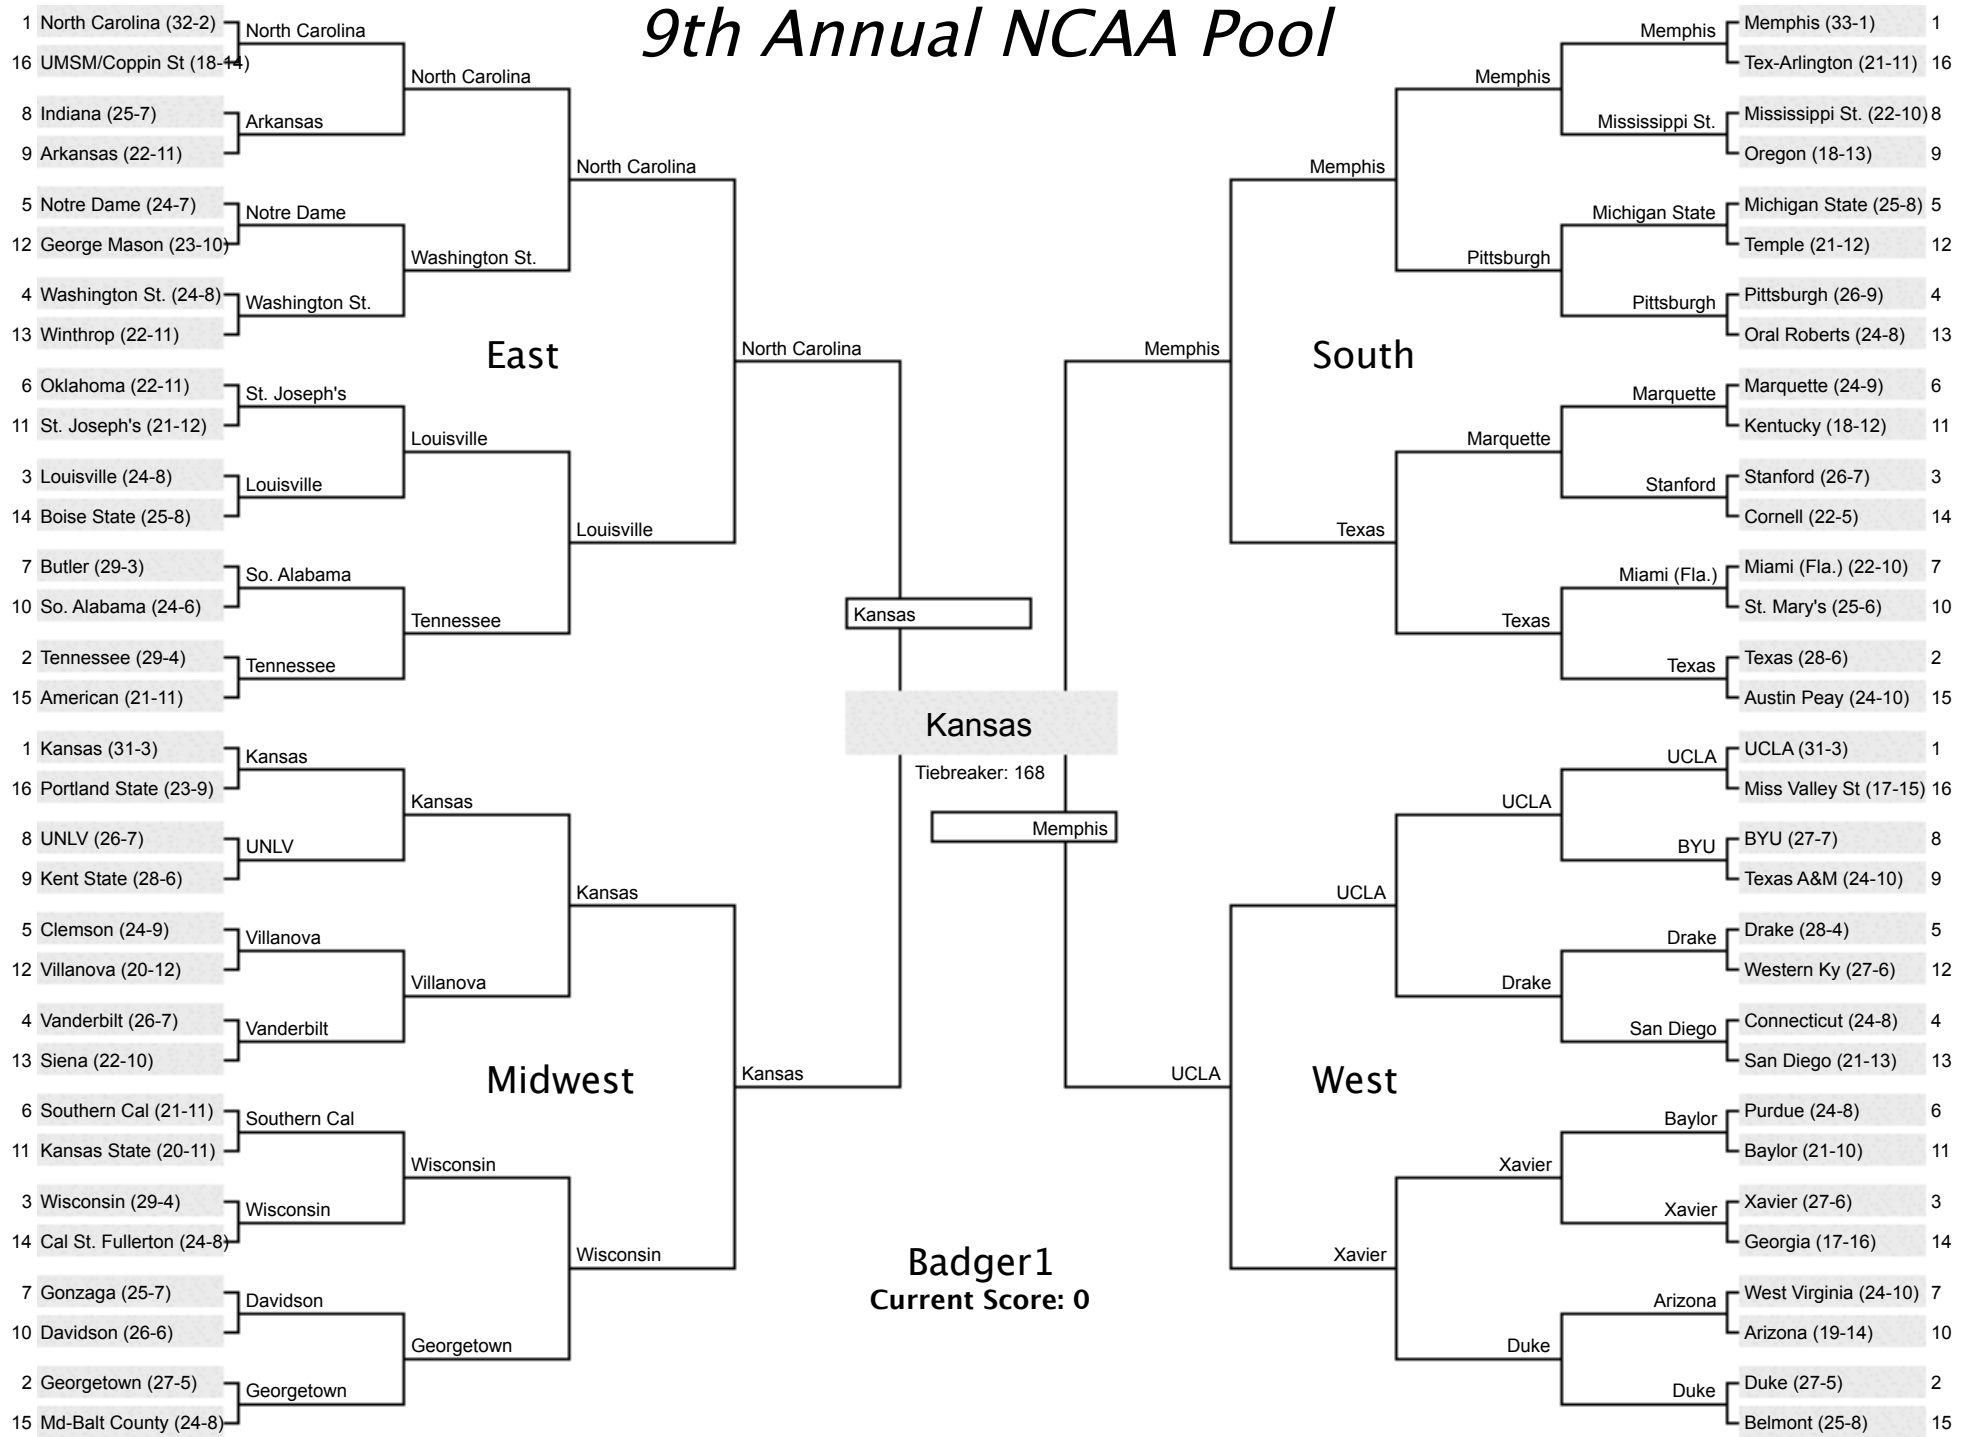 9th Annual NCAA Pool
1 North Carolina (32-2)
16 UMSM/Coppin St (18-14)
8 Indiana (25-7)
9 Arkansas (22-11)
5 Notre Dame (24-7)
12 George Mason (23-10)
4 Washington St. (24-8)
13 Winthrop (22-11)
6 Oklahoma (22-11)
11 St. Joseph's (21-12)
3 Louisville (24-8)
14 Boise State (25-8)
7 Butler (29-3)
10 So. Alabama (24-6)
2 Tennessee (29-4)
15 American (21-11)
North Carolina
Arkansas
Notre Dame
Washington St.
St. Joseph's
Louisville
So. Alabama
Tennessee
North Carolina
Washington St.
Louisville
Tennessee
North Carolina
Louisville
North Carolina
East
1 Kansas (31-3)
16 Portland State (23-9)
8 UNLV (26-7)
9 Kent State (28-6)
5 Clemson (24-9)
12 Villanova (20-12)
4 Vanderbilt (26-7)
13 Siena (22-10)
6 Southern Cal (21-11)
11 Kansas State (20-11)
3 Wisconsin (29-4)
14 Cal St. Fullerton (24-8)
7 Gonzaga (25-7)
10 Davidson (26-6)
2 Georgetown (27-5)
15 Md-Balt County (24-8)
Kansas
UNLV
Villanova
Vanderbilt
Southern Cal
Wisconsin
Davidson
Georgetown
Kansas
Villanova
Wisconsin
Georgetown
Kansas
Wisconsin
Kansas
Midwest
Kansas
Kansas
Tiebreaker: 168
Memphis
Badger1
Current Score: 0
Memphis (33-1) 1
Tex-Arlington (21-11) 16
Mississippi St. (22-10) 8
Oregon (18-13) 9
Michigan State (25-8) 5
Temple (21-12) 12
Pittsburgh (26-9) 4
Oral Roberts (24-8) 13
Marquette (24-9) 6
Kentucky (18-12) 11
Stanford (26-7) 3
Cornell (22-5) 14
Miami (Fla.) (22-10) 7
St. Mary's (25-6) 10
Texas (28-6) 2
Austin Peay (24-10) 15
Memphis
Mississippi St.
Michigan State
Pittsburgh
Marquette
Stanford
Miami (Fla.)
Texas
Memphis
Pittsburgh
Marquette
Texas
Memphis
Texas
Memphis
South
UCLA (31-3) 1
Miss Valley St (17-15) 16
BYU (27-7) 8
Texas A&M (24-10) 9
Drake (28-4) 5
Western Ky (27-6) 12
Connecticut (24-8) 4
San Diego (21-13) 13
Purdue (24-8) 6
Baylor (21-10) 11
Xavier (27-6) 3
Georgia (17-16) 14
West Virginia (24-10) 7
Arizona (19-14) 10
Duke (27-5) 2
Belmont (25-8) 15
UCLA
BYU
Drake
San Diego
Baylor
Xavier
Arizona
Duke
UCLA
Drake
Xavier
Duke
UCLA
Xavier
UCLA
West